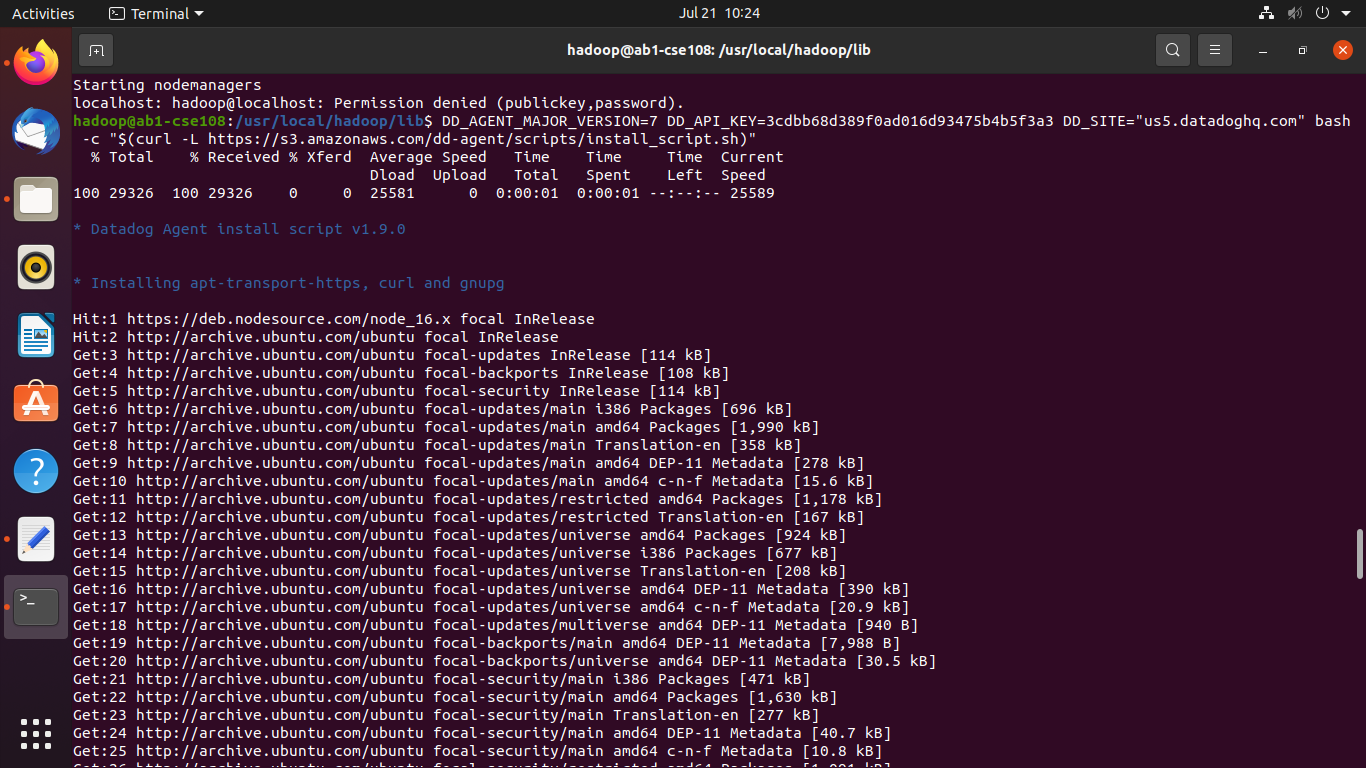 Activities
Terminal
Jul 21 10:24
hadoop@ab1-cse108: /usr/local/hadoop/lib
Starting nodemanagers
localhost: hadoop@localhost: Permission denied (publickey,password).
hadoop@ab1-cse108:/usr/local/hadoop/lib$ DD_AGENT_MAJOR_VERSION=7 DD_API_KEY=3cdbb68d389f0ad016d93475b4b5f3a3 DD_SITE="us5.datadoghq.com" bash
-c "$(curl -L https://s3.amazonaws.com/dd-agent/scripts/install_script.sh)"
% Total % Received % Xferd Average Speed Time Time Time Current
Dload Upload Total Spent Left Speed
100 29326 100 29326 0 0 25581 0 0:00:01 0:00:01 --:--:-- 25589
* Datadog Agent install script v1.9.0
* Installing apt-transport-https, curl and gnupg
Hit:1 https://deb.nodesource.com/node_16.x focal InRelease
Hit:2 http://archive.ubuntu.com/ubuntu focal InRelease
Get:3 http://archive.ubuntu.com/ubuntu focal-updates InRelease [114 kB]
Get:4 http://archive.ubuntu.com/ubuntu focal-backports InRelease [108 kB]
Get:5 http://archive.ubuntu.com/ubuntu focal-security InRelease [114 kB]
Get:6 http://archive.ubuntu.com/ubuntu focal-updates/main i386 Packages [696 kB]
Get:7 http://archive.ubuntu.com/ubuntu focal-updates/main amd64 Packages [1,990 kB]
Get:8 http://archive.ubuntu.com/ubuntu focal-updates/main Translation-en [358 kB]
Get:9 http://archive.ubuntu.com/ubuntu focal-updates/main amd64 DEP-11 Metadata [278 kB]
Get:10 http://archive.ubuntu.com/ubuntu focal-updates/main amd64 c-n-f Metadata [15.6 kB]
Get:11 http://archive.ubuntu.com/ubuntu focal-updates/restricted amd64 Packages [1,178 kB]
Get:12 http://archive.ubuntu.com/ubuntu focal-updates/restricted Translation-en [167 kB]
Get:13 http://archive.ubuntu.com/ubuntu focal-updates/universe amd64 Packages [924 kB]
Get:14 http://archive.ubuntu.com/ubuntu focal-updates/universe i386 Packages [677 kB]
Get:15 http://archive.ubuntu.com/ubuntu focal-updates/universe Translation-en [208 kB]
Get:16 http://archive.ubuntu.com/ubuntu focal-updates/universe amd64 DEP-11 Metadata [390 kB]
Get:17 http://archive.ubuntu.com/ubuntu focal-updates/universe amd64 c-n-f Metadata [20.9 kB]
Get:18 http://archive.ubuntu.com/ubuntu focal-updates/multiverse amd64 DEP-11 Metadata [940 B]
Get:19 http://archive.ubuntu.com/ubuntu focal-backports/main amd64 DEP-11 Metadata [7,988 B]
Get:20 http://archive.ubuntu.com/ubuntu focal-backports/universe amd64 DEP-11 Metadata [30.5 kB]
Get:21 http://archive.ubuntu.com/ubuntu focal-security/main i386 Packages [471 kB]
Get:22 http://archive.ubuntu.com/ubuntu focal-security/main amd64 Packages [1,630 kB]
Get:23 http://archive.ubuntu.com/ubuntu focal-security/main Translation-en [277 kB]
Get:24 http://archive.ubuntu.com/ubuntu focal-security/main amd64 DEP-11 Metadata [40.7 kB]
Get:25 http://archive.ubuntu.com/ubuntu focal-security/main amd64 c-n-f Metadata [10.8 kB]